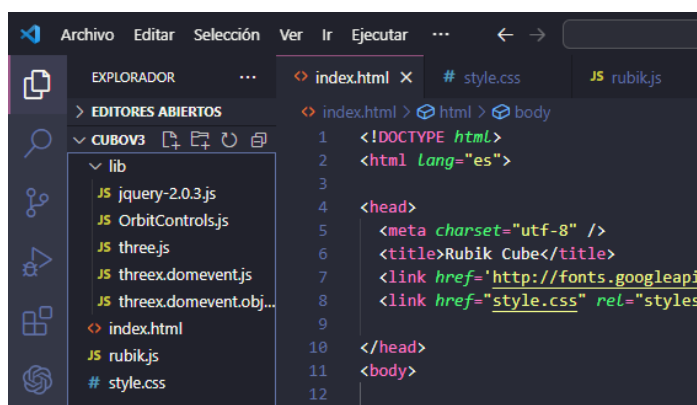 Archivo Editar Selección Ver Ir Ejecutar ...
EXPLORADOR ...
EDITORES ABIERTOS
CUBOV3
lib
JS jquery-2.0.3.js
JS OrbitControls.js
JS three.js
JS threex.domevent.js
JS threex.domevent.obj...
<> index.html
JS rubik.js
# style.css
<> index.html × # style.css JS rubik.js
<> index.html > html > body
1 <!DOCTYPE html>
2 <html lang="es">
3
4 <head>
5 <meta charset="utf-8" />
6 <title>Rubik Cube</title>
7 <link href='http://fonts.googleapi
8 <link href="style.css" rel="styles
9
10 </head>
11 <body>
12